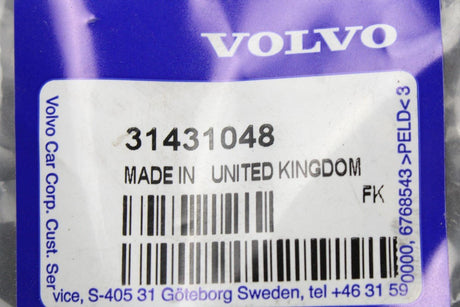 VOLVO
31431048
MADE IN UNITED KINGDOM
FK
Volvo Car Corp. Cust. Ser
vice, S-405 31 Göteborg Sweden, tel +46 31 59
0000, 6768543 >PELD<3